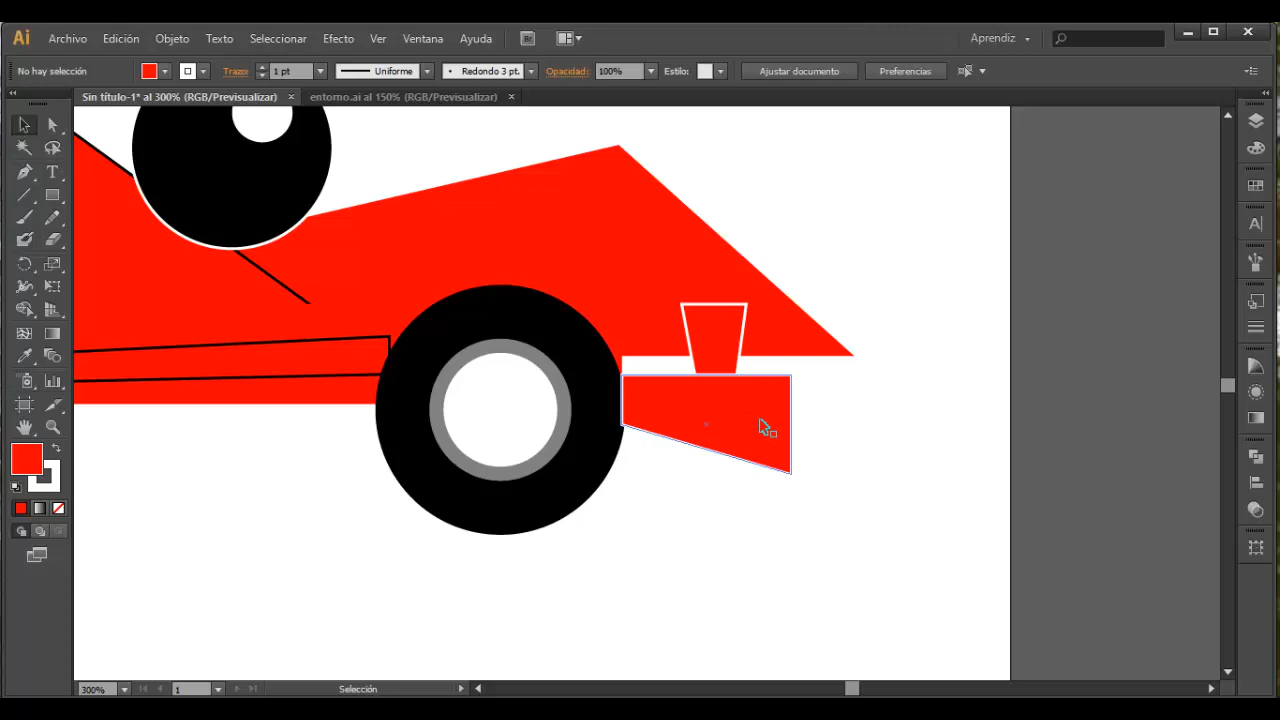 Ai Archivo Edición Objeto Texto Seleccionar Efecto Ver Ventana Ayuda Br Aprendiz
No hay selección Trazo: 1 pt Uniforme Redondo 3 pt. Opacidad: 100% Estilo: Ajustar documento Preferencias
Sin título-1* al 300% (RGB/Previsualizar) entorno.ai al 150% (RGB/Previsualizar)
300% 1 Selección